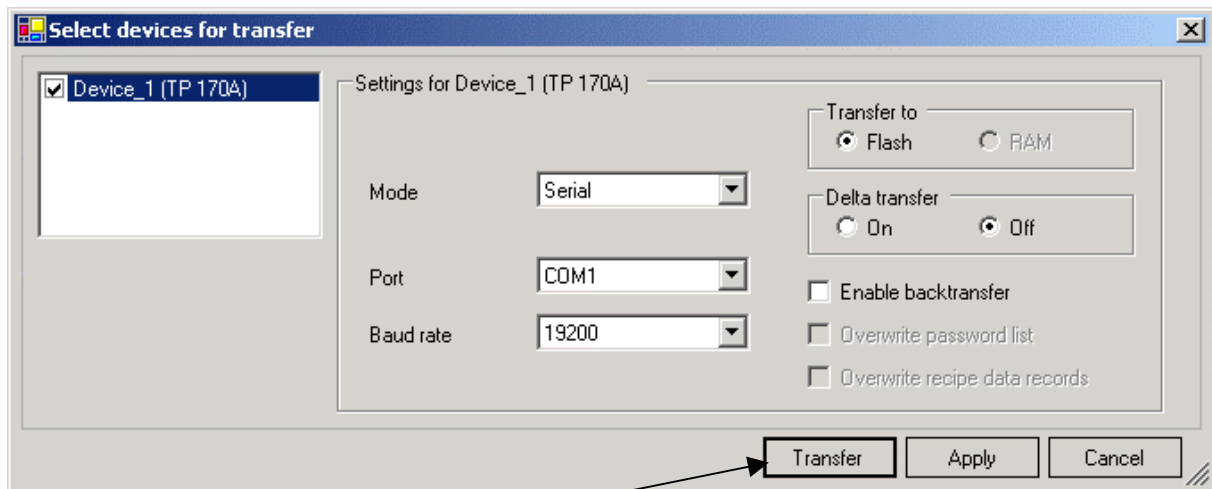 Select devices for transfer
Device_1 (TP 170A)
Settings for Device_1 (TP 170A)
Transfer to
Flash RAM
Mode Serial
Delta transfer
On Off
Port COM1
Enable backtransfer
Baud rate 19200
Overwrite password list
Overwrite recipe data records
Transfer Apply Cancel